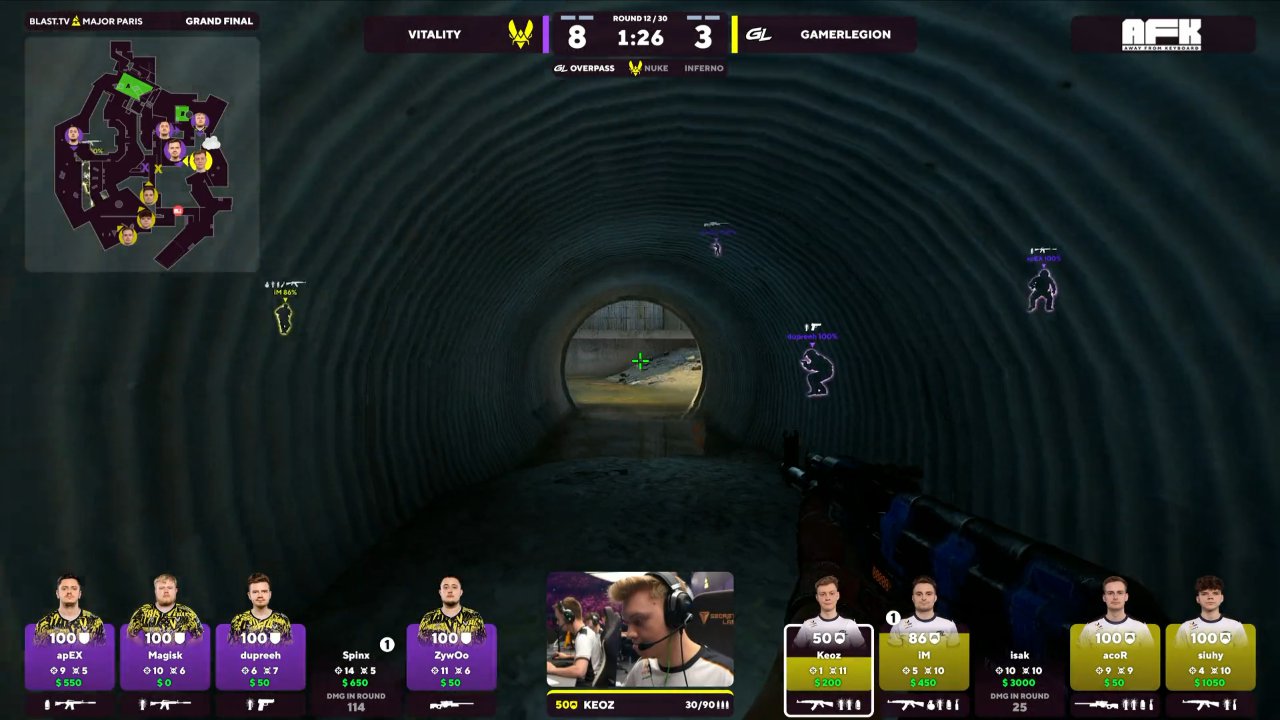 BLAST.TV MAJOR PARIS GRAND FINAL
VITALITY 8 ROUND 12 / 30 1:26 3 GL GAMERLEGION
AFK
AWAY FROM KEYBOARD
GL OVERPASS NUKE INFERNO
iM 86%
apEX 100%
dupreeh 100%
100 100 100 100 50 86 100 100
apEX Magisk dupreeh Spinx 1 ZywOo Keoz 1 iM isak acoR siuhy
9 5 10 6 6 7 14 5 11 6 1 11 5 10 10 10 9 9 4 10
$ 550 $ 0 $ 50 $ 650 $ 50 $ 200 $ 450 $ 3000 $ 50 $ 1050
DMG IN ROUND
114
DMG IN ROUND
25
50 KEOZ 30/90